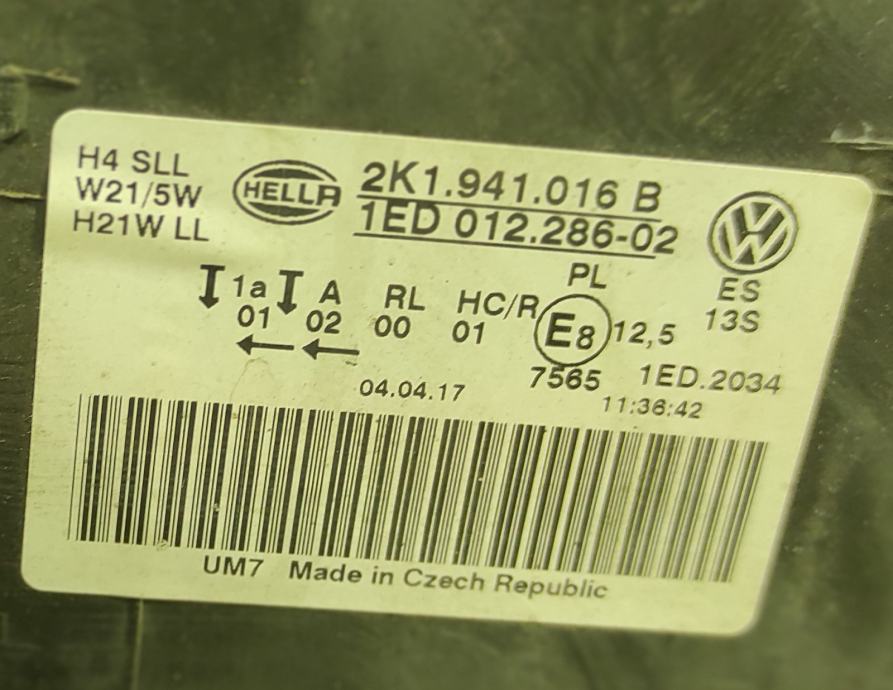 H4 SLL
W21/5W
H21W LL
HELLA
2K1.941.016 B
1ED 012.286-02
VW
PL
ES
1a A RL HC/R E8 12,5 13S
01 02 00 01
7565 1ED.2034
04.04.17 11:36:42
UM7 Made in Czech Republic